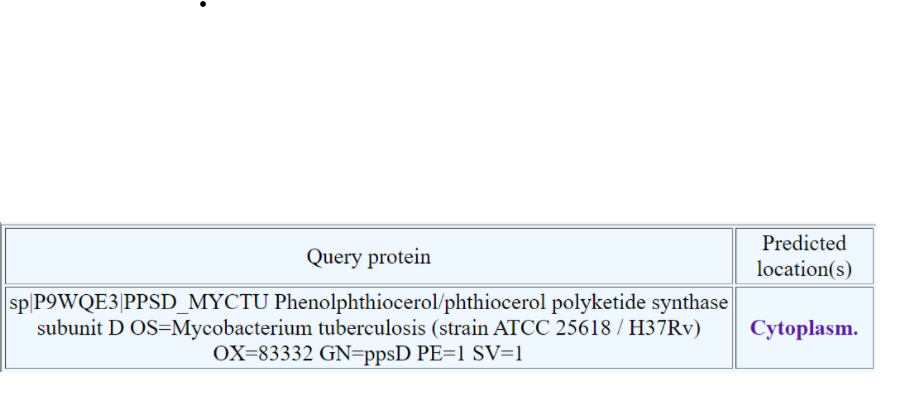 •
Query protein
Predicted
location(s)
sp|P9WQE3|PPSD_MYCTU Phenolphthiocerol/phthiocerol polyketide synthase
subunit D OS=Mycobacterium tuberculosis (strain ATCC 25618 / H37Rv)
OX=83332 GN=ppsD PE=1 SV=1
Cytoplasm.